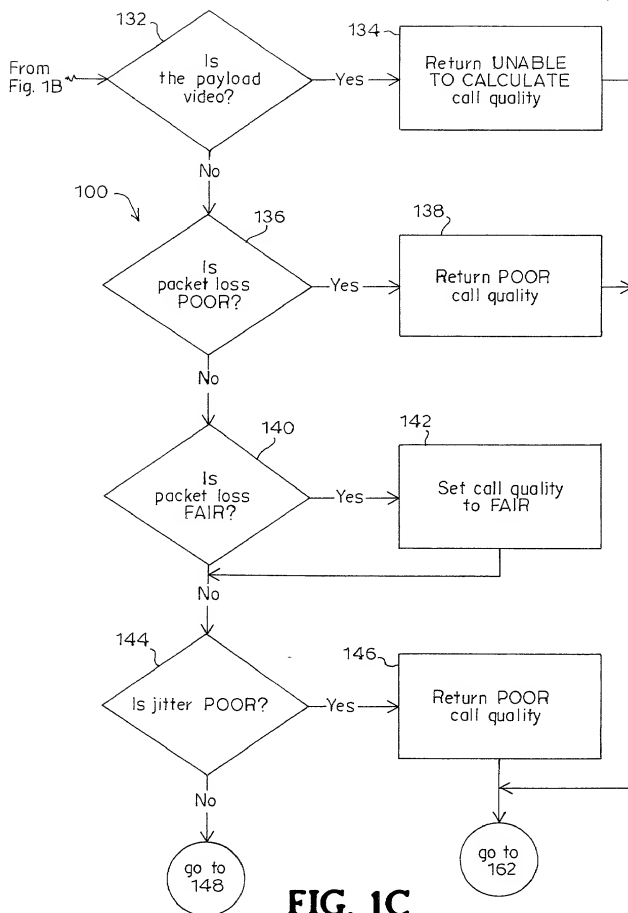 132
From
Fig. 1B
Is
the payload
video?
Yes
134
Return UNABLE
TO CALCULATE
call quality
No
100
136
Is
packet loss
POOR?
Yes
138
Return POOR
call quality
No
140
Is
packet loss
FAIR?
Yes
142
Set call quality
to FAIR
No
144
Is jitter POOR?
Yes
146
Return POOR
call quality
No
go to
148
go to
162
FIG. 1C